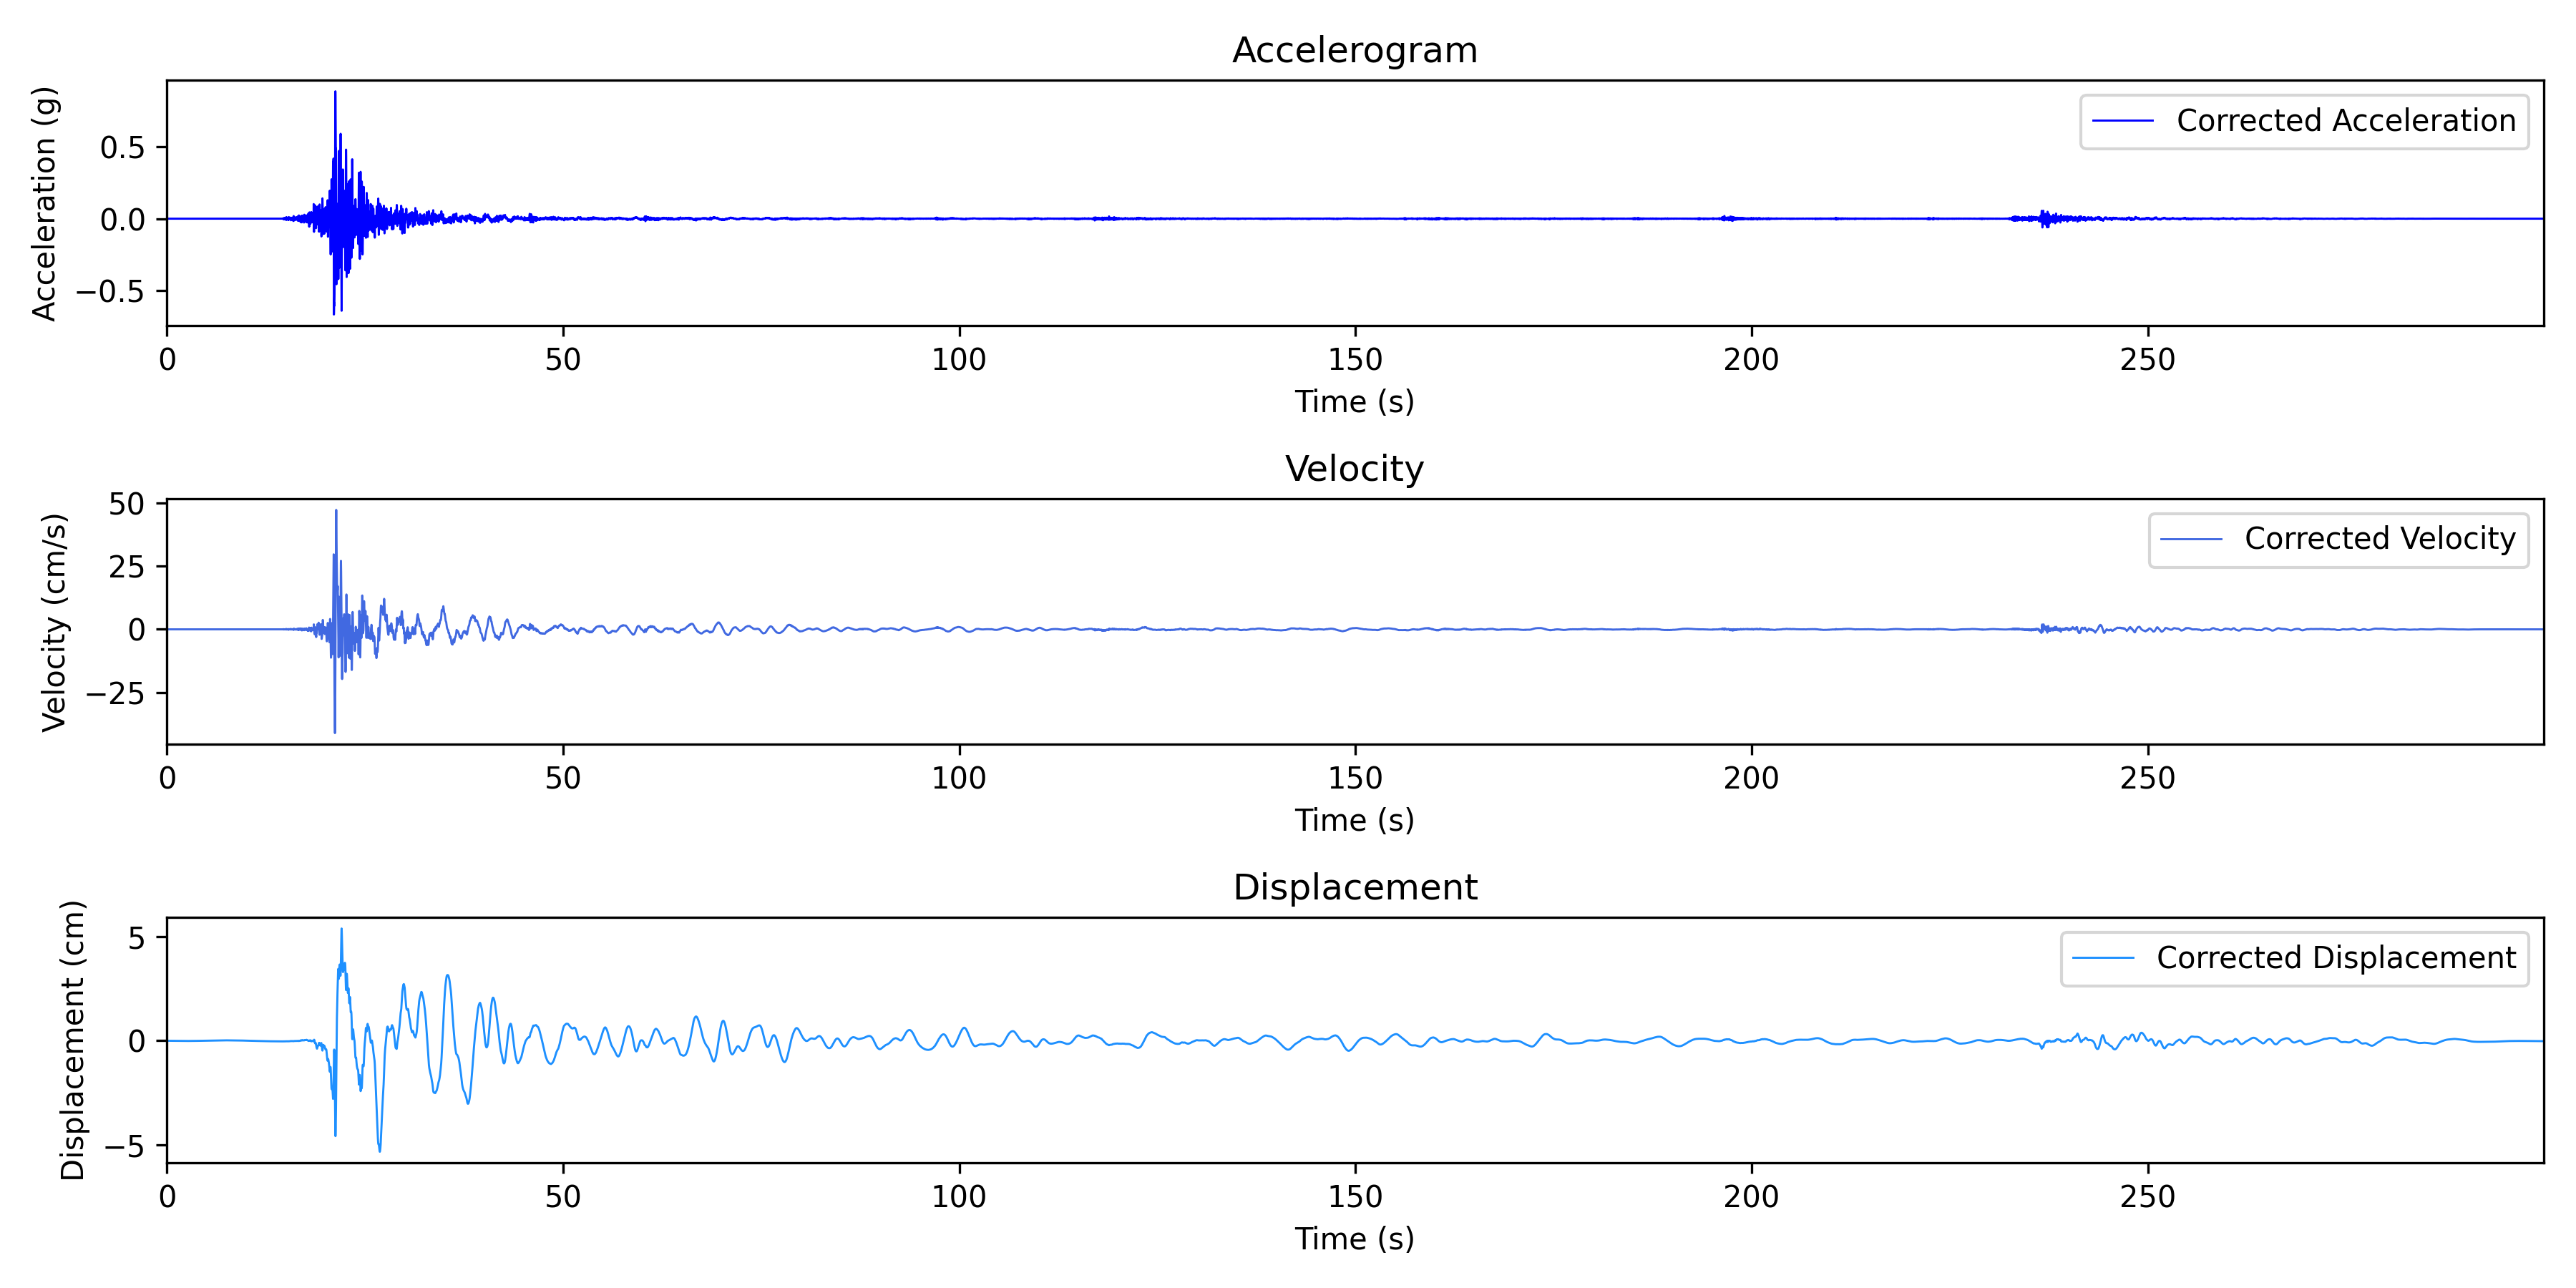 Accelerogram
Acceleration (g)
0.5
0.0
−0.5
Corrected Acceleration
0 50 100 150 200 250
Time (s)
Velocity
Velocity (cm/s)
50
25
0
−25
Corrected Velocity
0 50 100 150 200 250
Time (s)
Displacement
Displacement (cm)
5
0
−5
Corrected Displacement
0 50 100 150 200 250
Time (s)